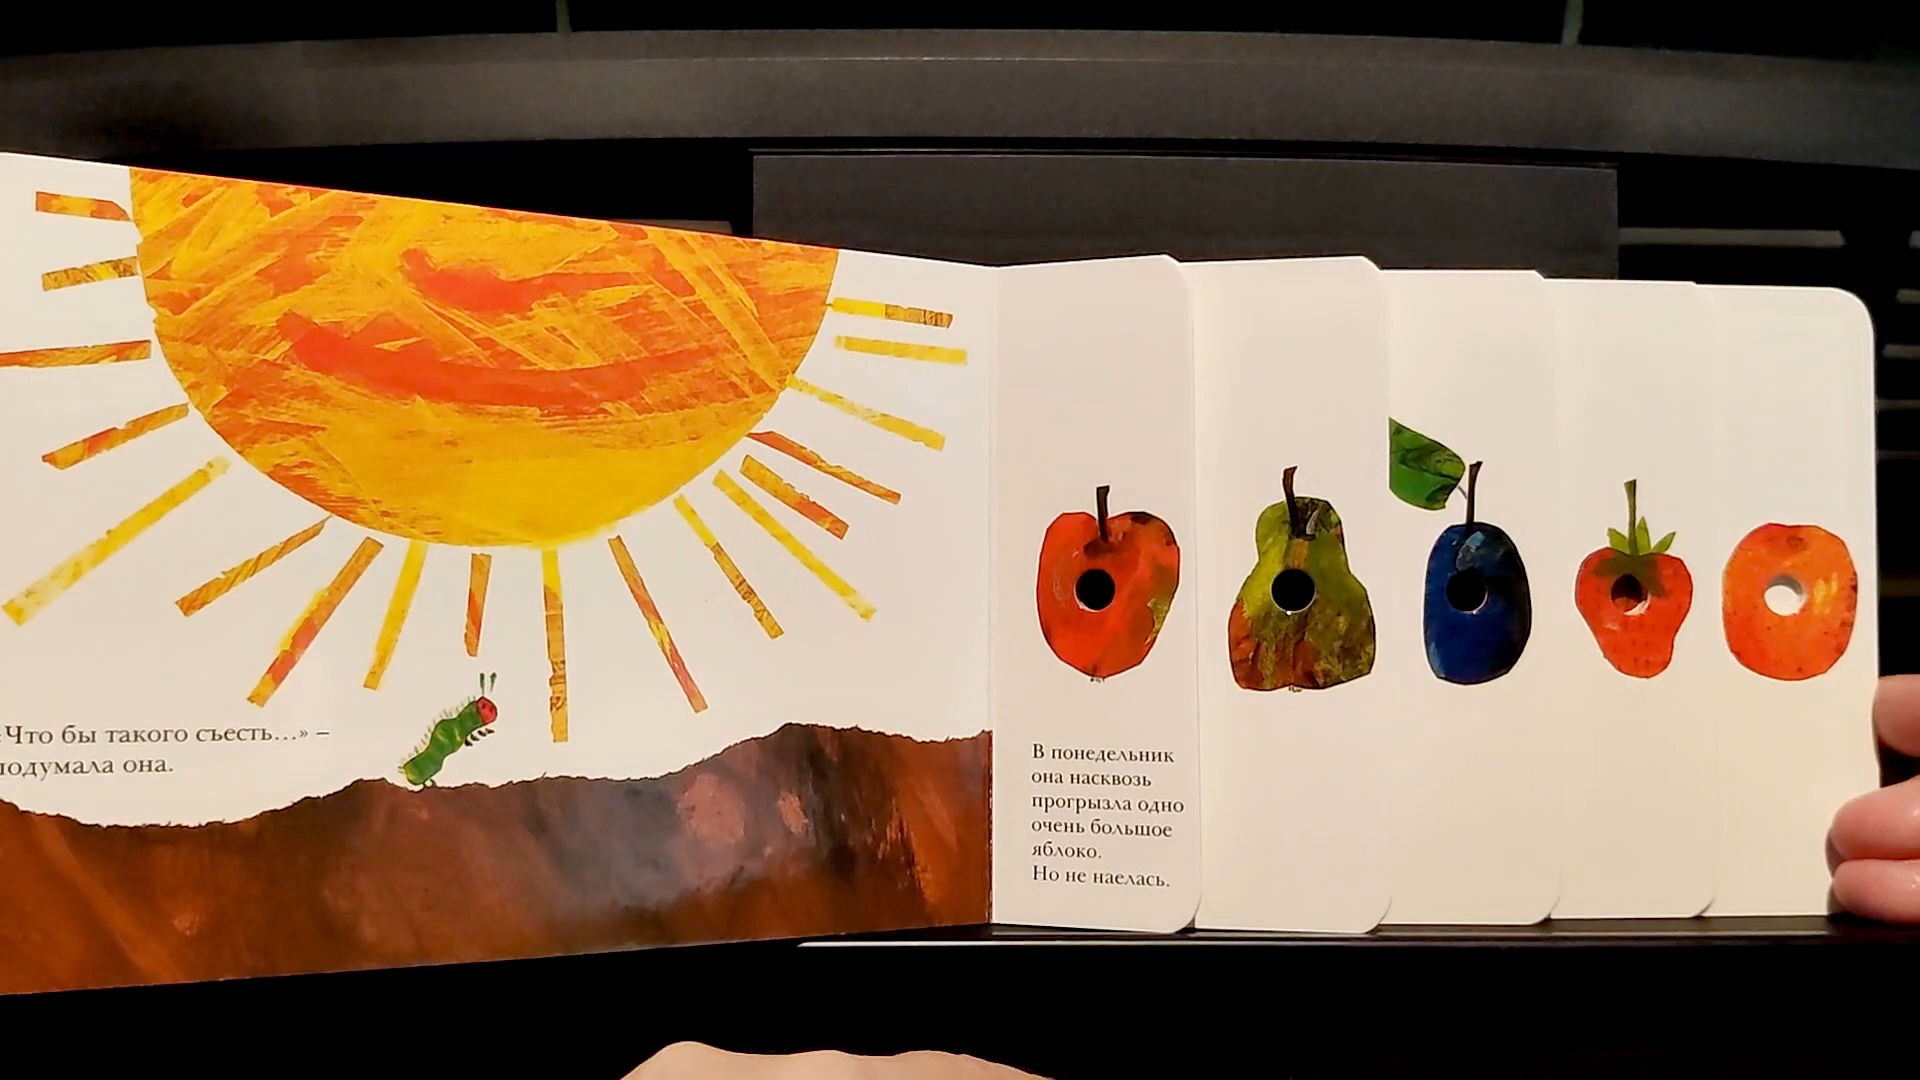 «Что бы такого съесть...» –
подумала она.
В понедельник
она насквозь
прогрызла одно
очень большое
яблоко.
Но не наелась.